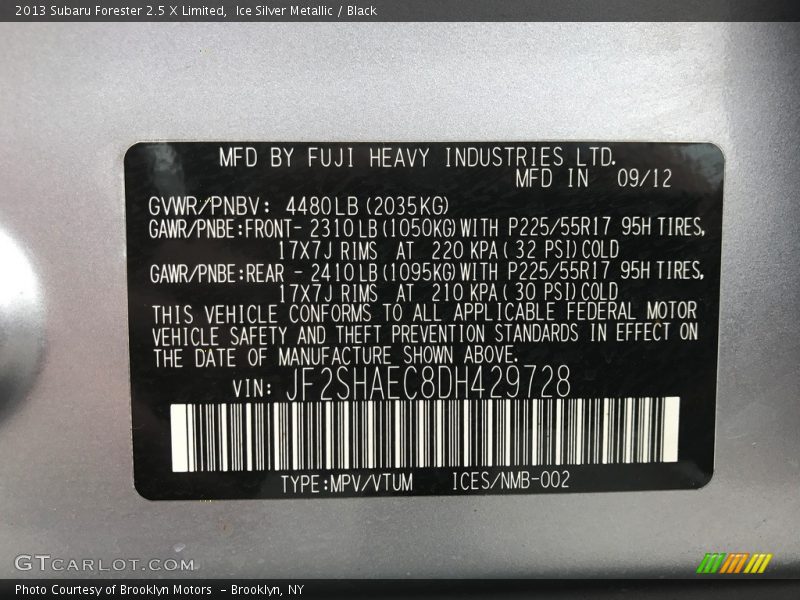 2013 Subaru Forester 2.5 X Limited,  Ice Silver Metallic / Black
MFD BY FUJI HEAVY INDUSTRIES LTD.
MFD IN 09/12
GVWR/PNBV: 4480LB(2035KG)
GAWR/PNBE:FRONT- 2310LB(1050KG)WITH P225/55R17 95H TIRES,
17X7J RIMS AT 220 KPA( 32 PSI)COLD
GAWR/PNBE:REAR - 2410LB(1095KG)WITH P225/55R17 95H TIRES,
17X7J RIMS AT 210 KPA( 30 PSI)COLD
THIS VEHICLE CONFORMS TO ALL APPLICABLE FEDERAL MOTOR
VEHICLE SAFETY AND THEFT PREVENTION STANDARDS IN EFFECT ON
THE DATE OF MANUFACTURE SHOWN ABOVE.
VIN: JF2SHAEC8DH429728
TYPE:MPV/VTUM ICES/NMB-002
GTCARLOT.COM
Photo Courtesy of Brooklyn Motors - Brooklyn, NY